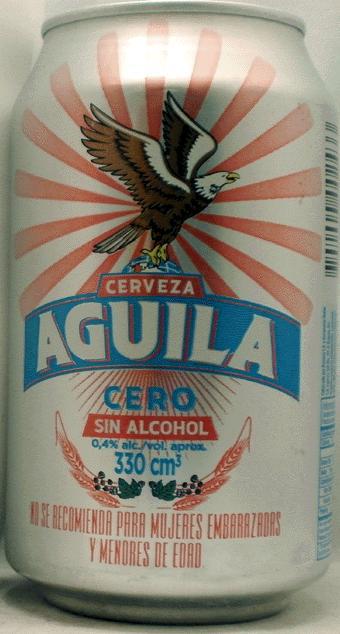 CERVEZA
AGUILA
CERO
SIN ALCOHOL
0,4% alc./vol. aprox.
330 cm³
NO SE RECOMIENDA PARA MUJERES EMBARAZADAS
Y MENORES DE EDAD.